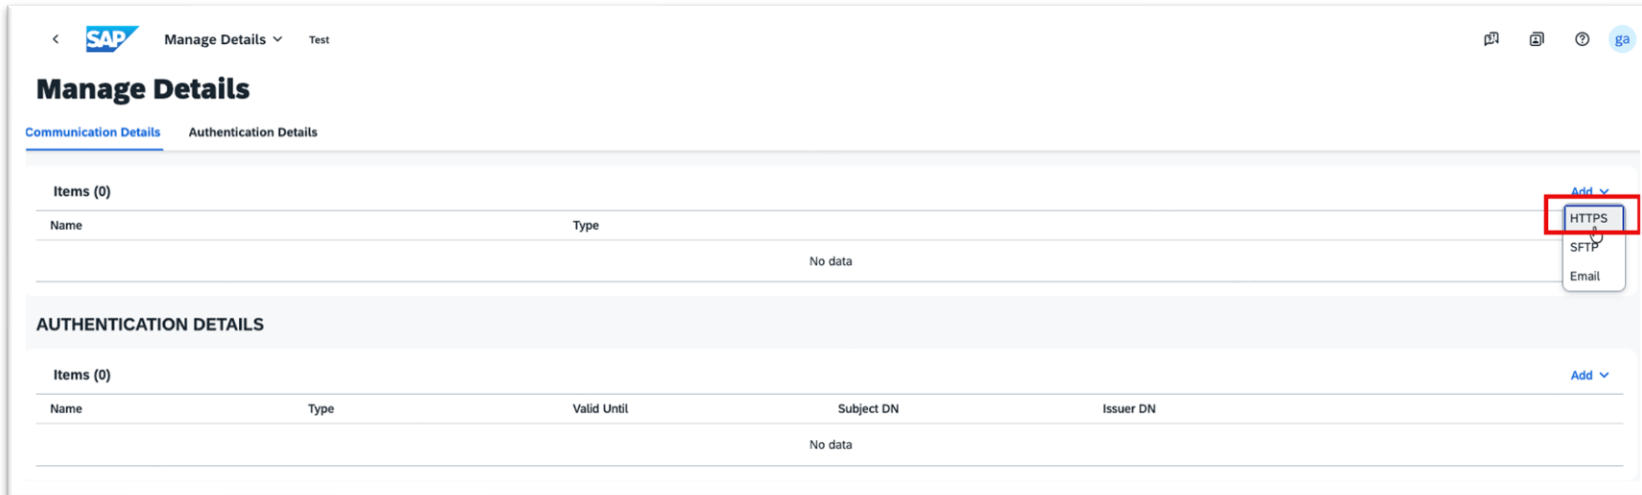 SAP Manage Details Test ga
Manage Details
Communication Details Authentication Details
Items (0) Add
Name Type
HTTPS
SFTP
Email
No data
AUTHENTICATION DETAILS
Items (0) Add
Name Type Valid Until Subject DN Issuer DN
No data